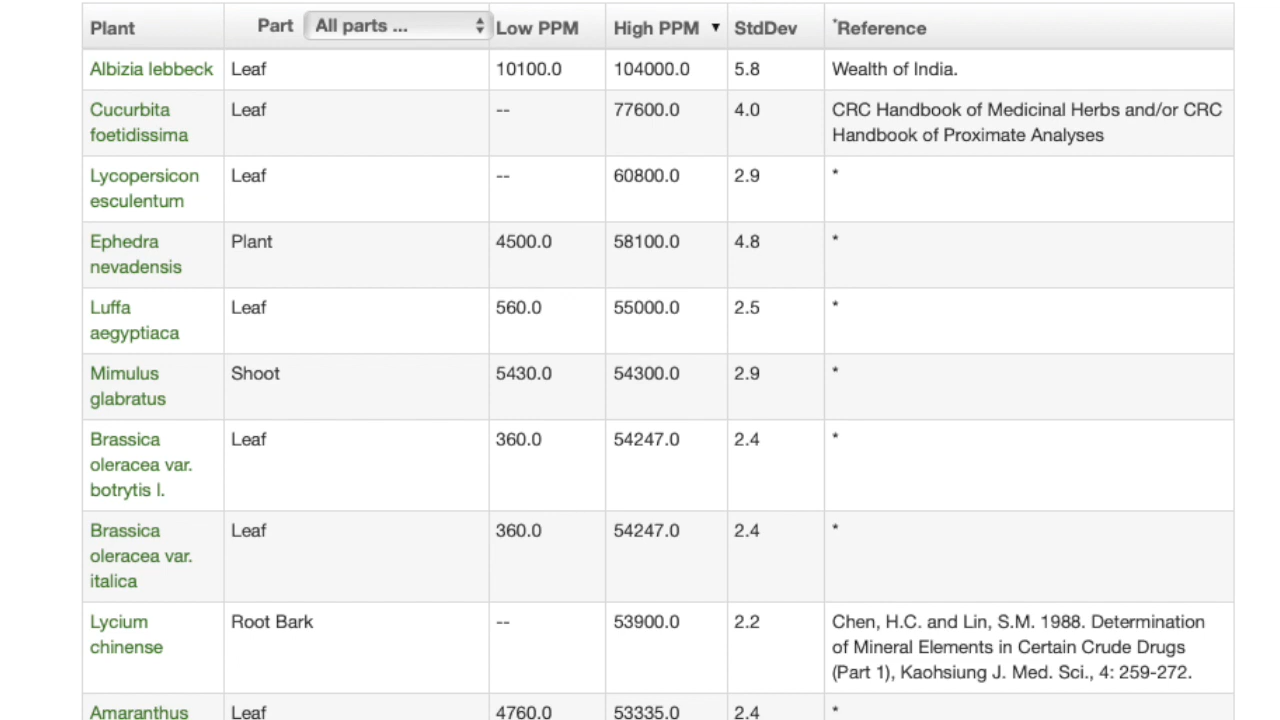 Plant Part All parts ... Low PPM High PPM ▼ StdDev *Reference
Albizia lebbeck Leaf 10100.0 104000.0 5.8 Wealth of India.
Cucurbita Leaf -- 77600.0 4.0 CRC Handbook of Medicinal Herbs and/or CRC
foetidissima Handbook of Proximate Analyses
Lycopersicon Leaf -- 60800.0 2.9 *
esculentum
Ephedra Plant 4500.0 58100.0 4.8 *
nevadensis
Luffa Leaf 560.0 55000.0 2.5 *
aegyptiaca
Mimulus Shoot 5430.0 54300.0 2.9 *
glabratus
Brassica Leaf 360.0 54247.0 2.4 *
oleracea var.
botrytis l.
Brassica Leaf 360.0 54247.0 2.4 *
oleracea var.
italica
Lycium Root Bark -- 53900.0 2.2 Chen, H.C. and Lin, S.M. 1988. Determination
chinense of Mineral Elements in Certain Crude Drugs
(Part 1), Kaohsiung J. Med. Sci., 4: 259-272.
Amaranthus Leaf 4760.0 53335.0 2.4 *